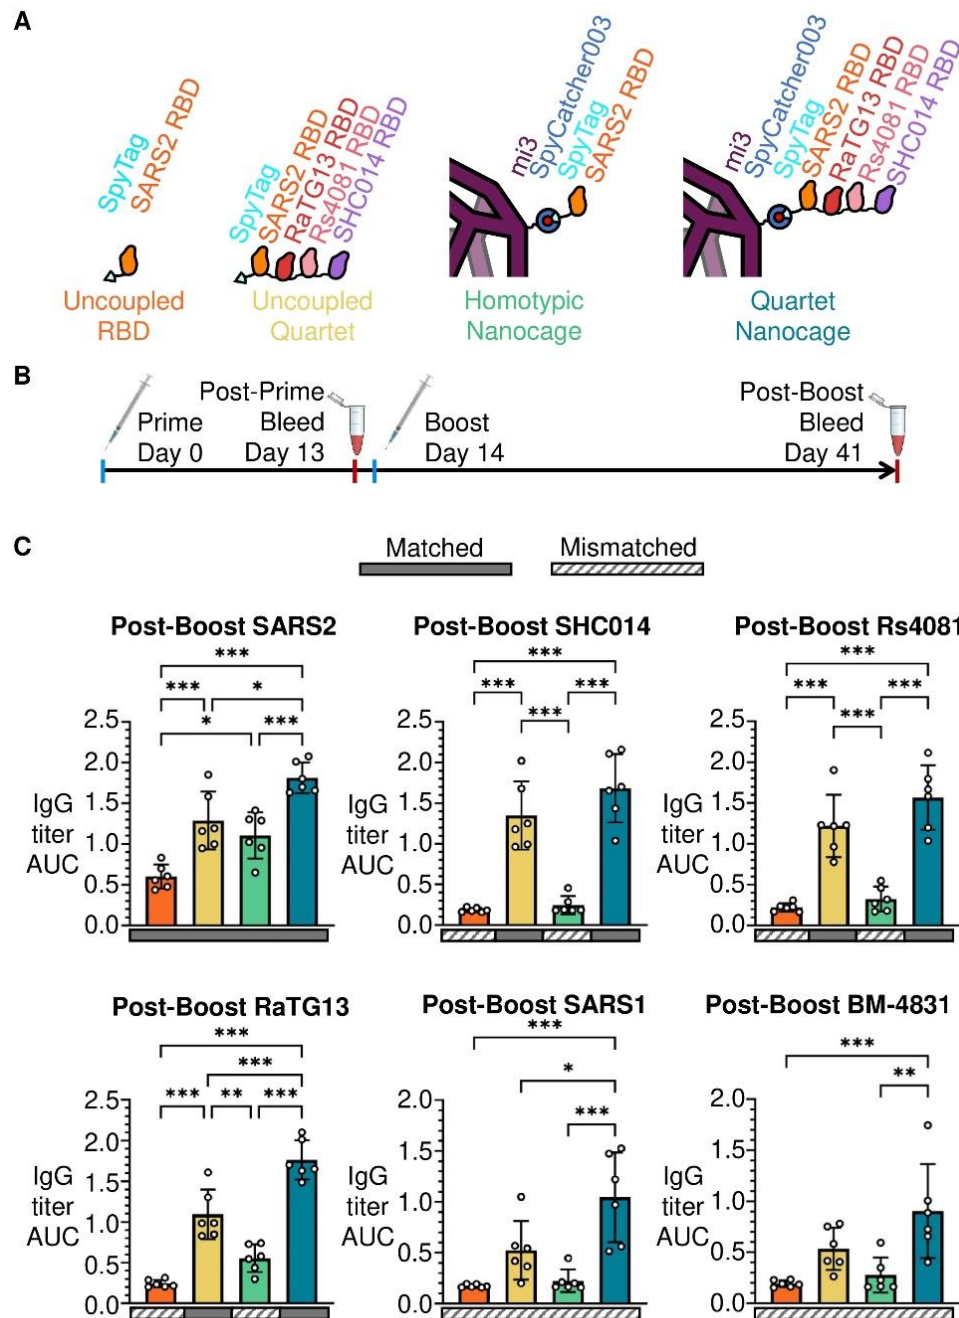 A
SpyTag
SARS2 RBD
SpyTag
SARS2 RBD
RaTG13 RBD
Rs4081 RBD
SHC014 RBD
mi3
SpyCatcher003
SpyTag
SARS2 RBD
mi3
SpyCatcher003
SpyTag
SARS2 RBD
RaTG13 RBD
Rs4081 RBD
SHC014 RBD
Uncoupled
RBD
Uncoupled
Quartet
Homotypic
Nanocage
Quartet
Nanocage
B
Prime
Day 0
Post-Prime
Bleed
Day 13
Boost
Day 14
Post-Boost
Bleed
Day 41
C
Matched
Mismatched
Post-Boost SARS2
***
*** *
* ***
2.5
2.0
1.5
1.0
0.5
0.0
IgG
titer
AUC
Post-Boost SHC014
***
*** ***
***
2.5
2.0
1.5
1.0
0.5
0.0
IgG
titer
AUC
Post-Boost Rs4081
***
*** ***
***
2.5
2.0
1.5
1.0
0.5
0.0
IgG
titer
AUC
Post-Boost RaTG13
***
***
*** ** ***
2.5
2.0
1.5
1.0
0.5
0.0
IgG
titer
AUC
Post-Boost SARS1
***
*
***
2.0
1.5
1.0
0.5
0.0
IgG
titer
AUC
Post-Boost BM-4831
***
**
2.0
1.5
1.0
0.5
0.0
IgG
titer
AUC